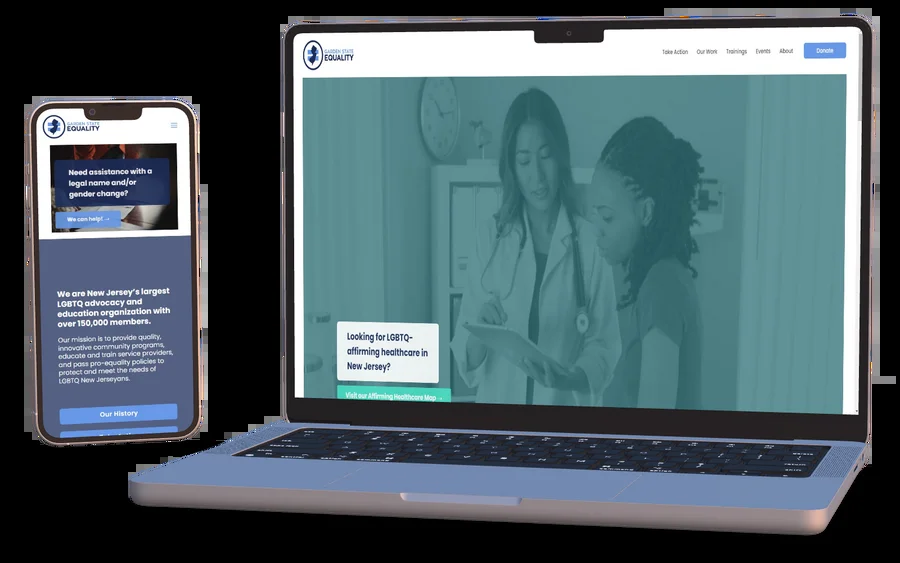 GARDEN STATE
EQUALITY
Need assistance with a
legal name and/or
gender change?
We can help! →
We are New Jersey's largest
LGBTQ advocacy and
education organization with
over 150,000 members.
Our mission is to provide quality,
innovative community programs,
educate and train service providers,
and pass pro-equality policies to
protect and meet the needs of
LGBTQ New Jerseyans.
Our History
GARDEN STATE
EQUALITY
Take Action Our Work Trainings Events About Donate
Looking for LGBTQ-
affirming healthcare in
New Jersey?
Visit our Affirming Healthcare Map →